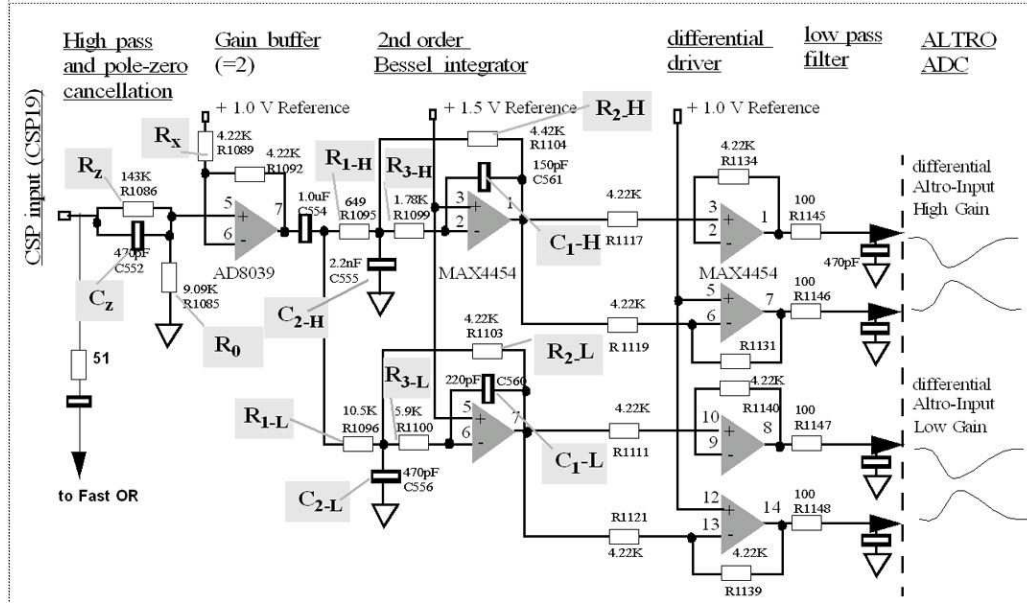 High pass
and pole-zero
cancellation
Gain buffer
(=2)
2nd order
Bessel integrator
differential
driver
low pass
filter
ALTRO
ADC
CSP input (CSP19)
+ 1.0 V Reference
+ 1.5 V Reference
+ 1.0 V Reference
Rx
4.22K
R1089
4.22K
R1092
Rz
143K
R1086
470pF
C552
Cz
9.09K
R1085
R0
51
to Fast OR
5
+
6
-
7
AD8039
1.0uF
C554
R1-H
649
R1095
R3-H
1.78K
R1099
2.2nF
C555
C2-H
R2-H
4.42K
R1104
150pF
C561
C1-H
3
+
2
-
1
MAX4454
4.22K
R1117
4.22K
R1119
4.22K
R1134
3
+
2
-
1
MAX4454
100
R1145
470pF
5
+
6
-
7
R1131
4.22K
100
R1146
differential
Altro-Input
High Gain
4.22K
R1103
R2-L
R3-L
220pF
C560
C1-L
R1-L
10.5K
R1096
5.9K
R1100
470pF
C556
C2-L
5
+
6
-
7
4.22K
R1111
R1140
10
+
9
-
8
100
R1147
differential
Altro-Input
Low Gain
R1121
4.22K
12
+
13
-
14
100
R1148
4.22K
R1139